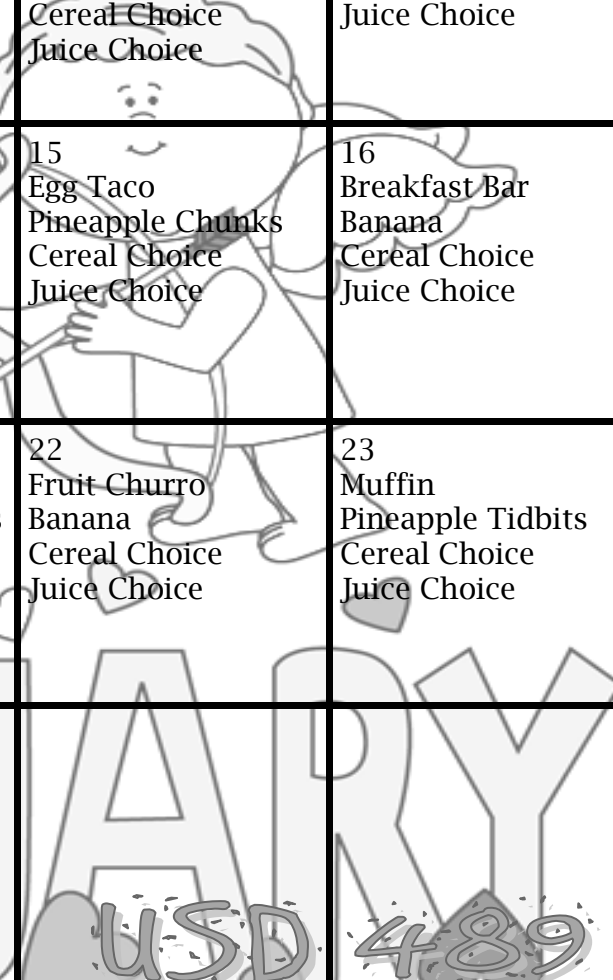 Cereal Choice
Juice Choice
Juice Choice
15
Egg Taco
Pineapple Chunks
Cereal Choice
Juice Choice
16
Breakfast Bar
Banana
Cereal Choice
Juice Choice
22
Fruit Churro
Banana
Cereal Choice
Juice Choice
23
Muffin
Pineapple Tidbits
Cereal Choice
Juice Choice
ARY
USD 489